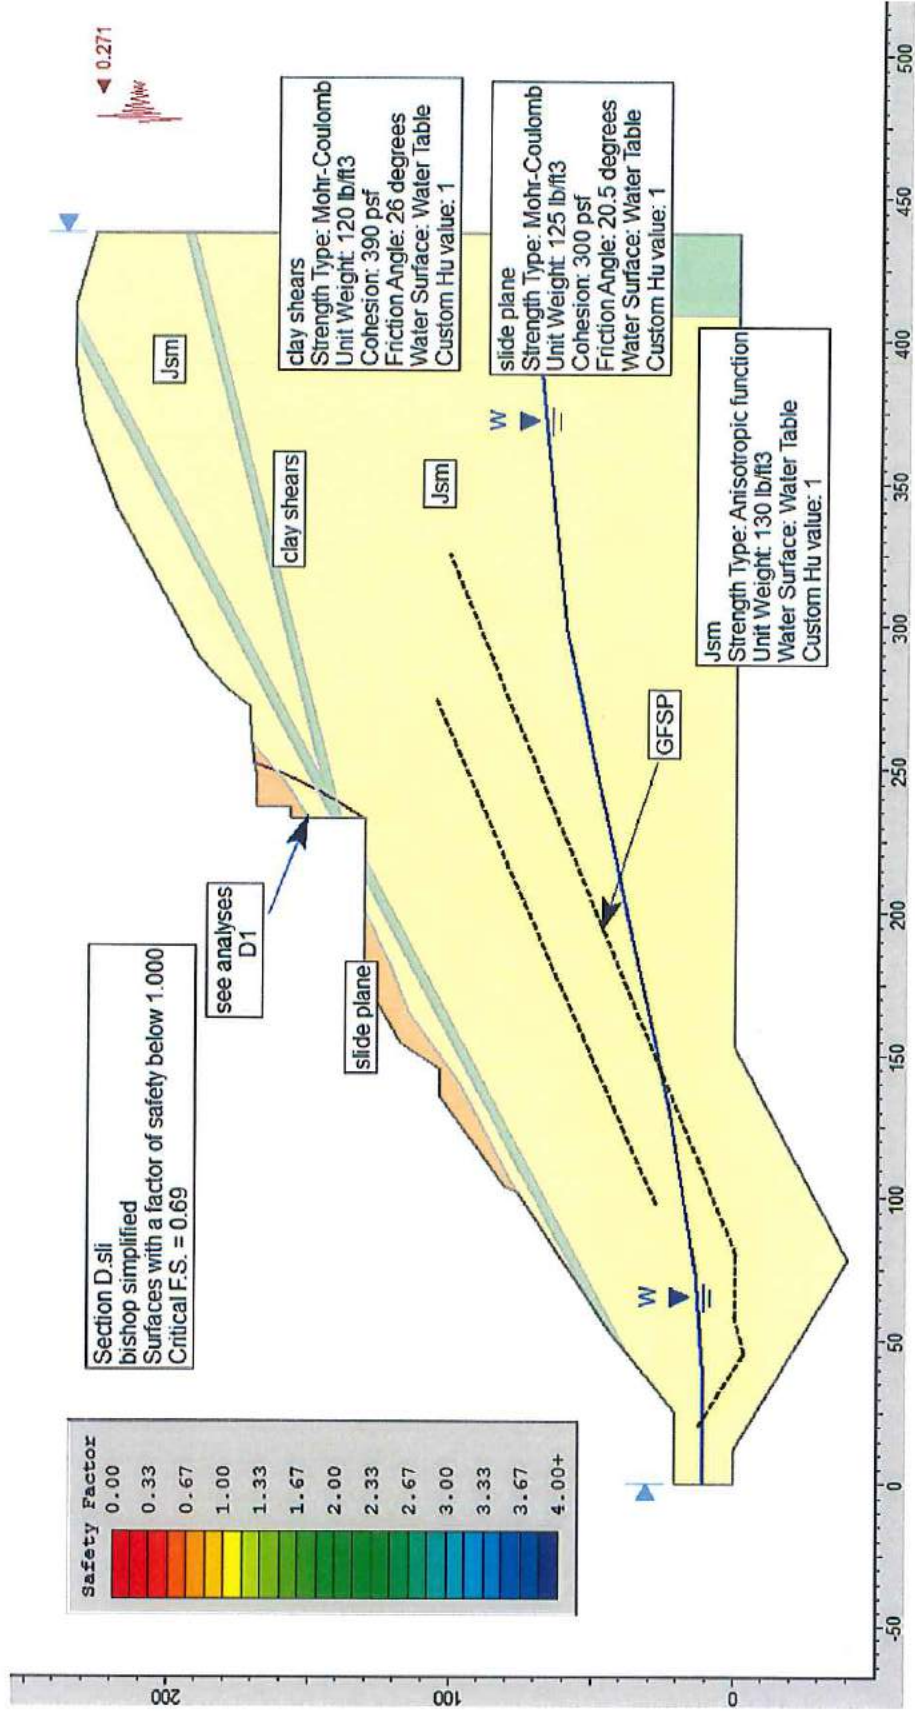 Safety Factor
0.00
0.33
0.67
1.00
1.33
1.67
2.00
2.33
2.67
3.00
3.33
3.67
4.00+
Section D.sli
bishop simplified
Surfaces with a factor of safety below 1.000
Critical F.S. = 0.69
see analyses
D1
slide plane
clay shears
Jsm
Jsm
GFSP
W
W
0.271
clay shears
Strength Type: Mohr-Coulomb
Unit Weight: 120 lb/ft3
Cohesion: 390 psf
Friction Angle: 26 degrees
Water Surface: Water Table
Custom Hu value: 1
slide plane
Strength Type: Mohr-Coulomb
Unit Weight: 125 lb/ft3
Cohesion: 300 psf
Friction Angle: 20.5 degrees
Water Surface: Water Table
Custom Hu value: 1
Jsm
Strength Type: Anisotropic function
Unit Weight: 130 lb/ft3
Water Surface: Water Table
Custom Hu value: 1
200
100
0
-50
0
50
100
150
200
250
300
350
400
450
500